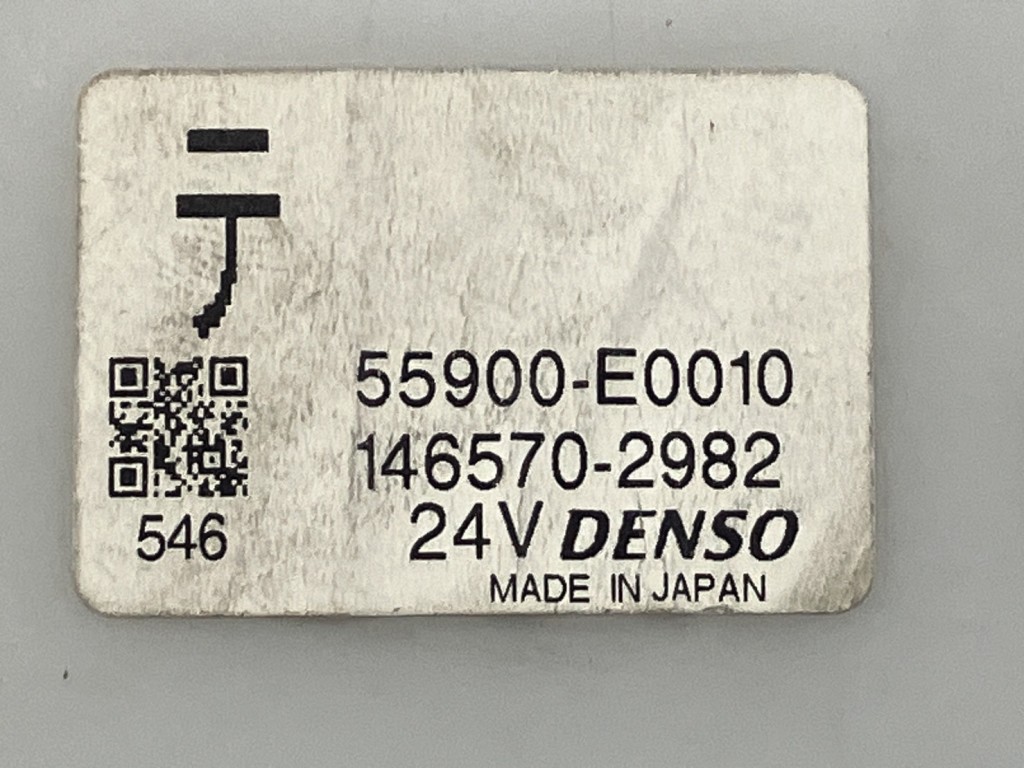 テ
55900-E0010
146570-2982
546
24V DENSO
MADE IN JAPAN